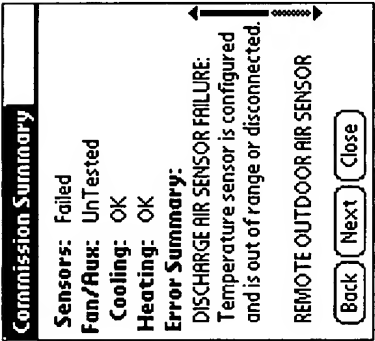 Commission Summary
Sensors: Failed
Fan/Aux: UnTested
Cooling: OK
Heating: OK
Error Summary:
DISCHARGE AIR SENSOR FAILURE:
Temperature sensor is configured
and is out of range or disconnected.
REMOTE OUTDOOR AIR SENSOR
Back Next Close